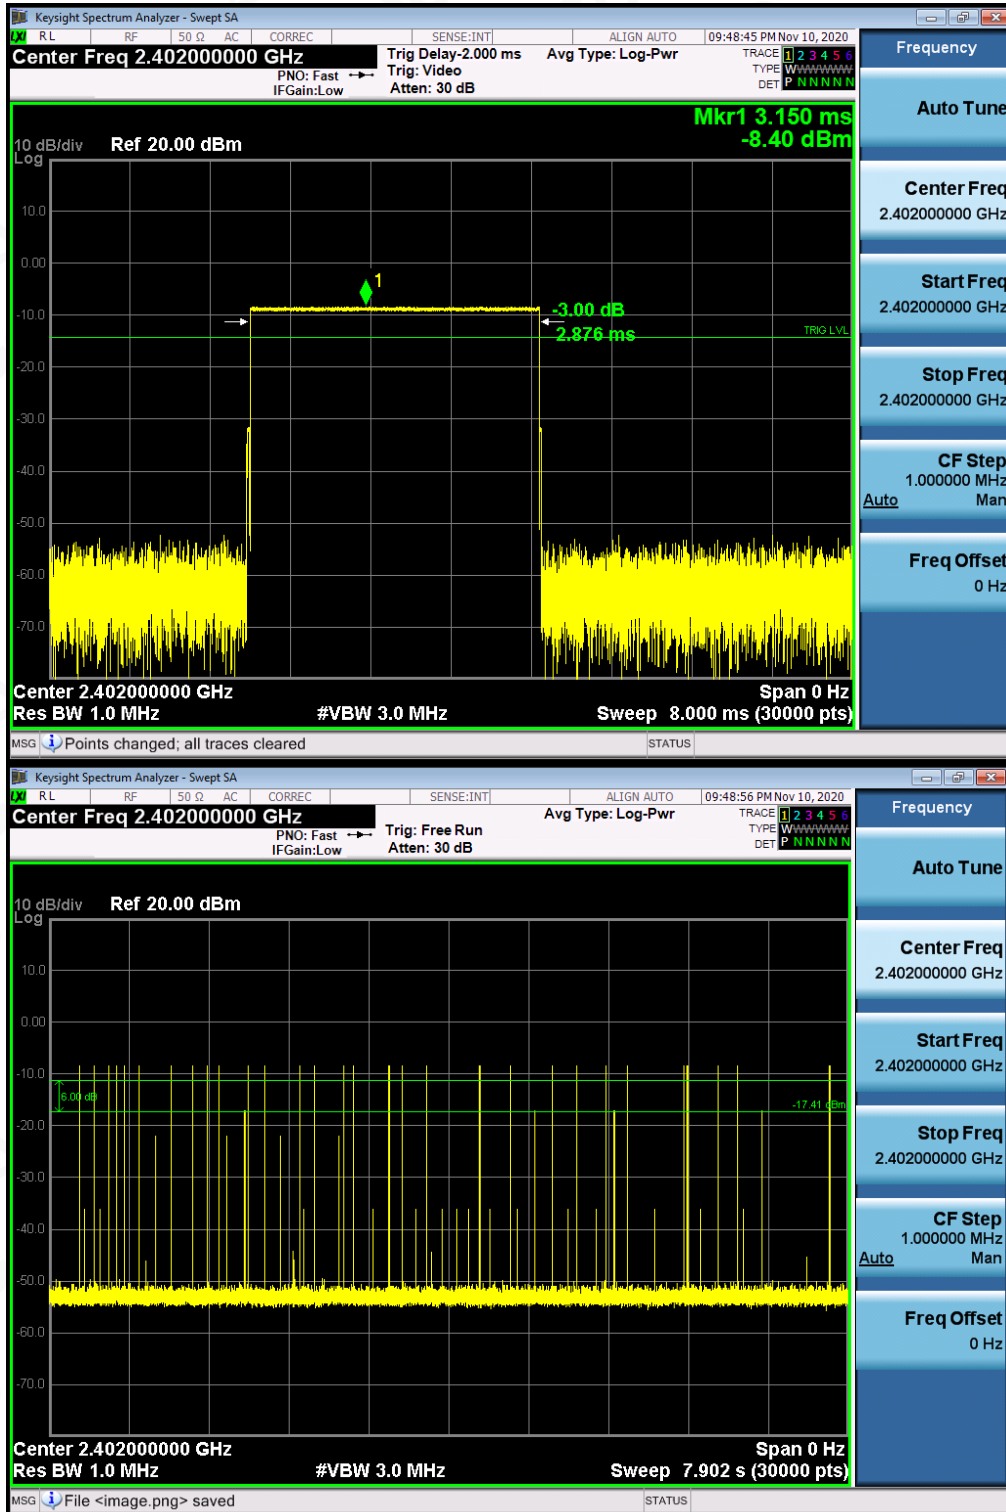 Keysight Spectrum Analyzer - Swept SA
LXI RL RF 50 Ω AC CORREC SENSE:INT ALIGN AUTO 09:48:45 PM Nov 10, 2020
Center Freq 2.402000000 GHz
PNO: Fast
IFGain:Low
Trig Delay-2.000 ms
Trig: Video
Atten: 30 dB
Avg Type: Log-Pwr
TRACE 1 2 3 4 5 6
TYPE W
DET P N N N N N
Mkr1 3.150 ms
-8.40 dBm
10 dB/div Ref 20.00 dBm
Log
10.0
0.00
1
-10.0
-3.00 dB
2.876 ms
TRIG LVL
-20.0
-30.0
-40.0
-50.0
-60.0
-70.0
Center 2.402000000 GHz Span 0 Hz
Res BW 1.0 MHz #VBW 3.0 MHz Sweep 8.000 ms (30000 pts)
MSG Points changed; all traces cleared STATUS
Frequency
Auto Tune
Center Freq
2.402000000 GHz
Start Freq
2.402000000 GHz
Stop Freq
2.402000000 GHz
CF Step
1.000000 MHz
Auto Man
Freq Offset
0 Hz
Keysight Spectrum Analyzer - Swept SA
LXI RL RF 50 Ω AC CORREC SENSE:INT ALIGN AUTO 09:48:56 PM Nov 10, 2020
Center Freq 2.402000000 GHz
PNO: Fast
IFGain:Low
Trig: Free Run
Atten: 30 dB
Avg Type: Log-Pwr
TRACE 1 2 3 4 5 6
TYPE W
DET P N N N N N
10 dB/div Ref 20.00 dBm
Log
10.0
0.00
-10.0
6.00 dB
-17.41 dBm
-20.0
-30.0
-40.0
-50.0
-60.0
-70.0
Center 2.402000000 GHz Span 0 Hz
Res BW 1.0 MHz #VBW 3.0 MHz Sweep 7.902 s (30000 pts)
MSG File <image.png> saved STATUS
Frequency
Auto Tune
Center Freq
2.402000000 GHz
Start Freq
2.402000000 GHz
Stop Freq
2.402000000 GHz
CF Step
1.000000 MHz
Auto Man
Freq Offset
0 Hz